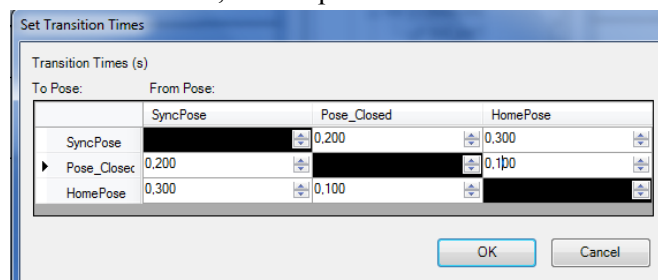 Set Transition Times
Transition Times (s)
To Pose: From Pose:
SyncPose Pose_Closed HomePose
SyncPose 0,200 0,300
Pose_Closec 0,200 0,100
HomePose 0,300 0,100
OK Cancel